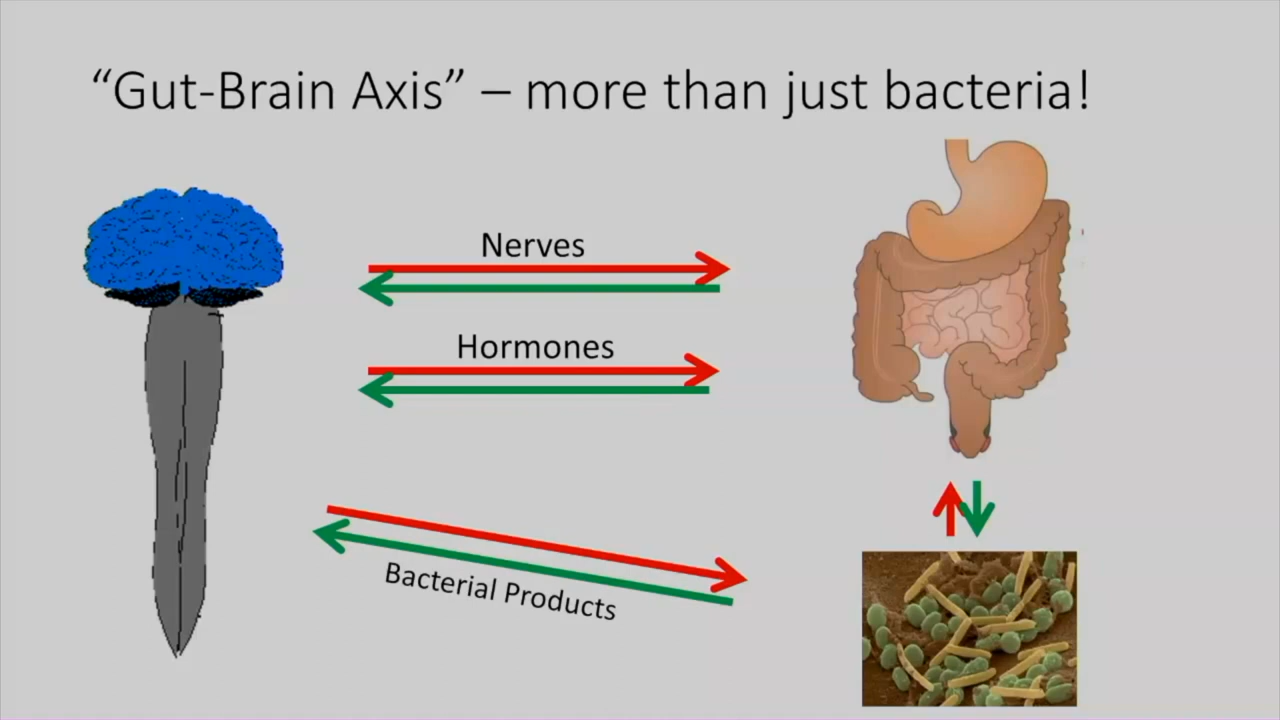 “Gut-Brain Axis” – more than just bacteria!
Nerves
Hormones
Bacterial Products